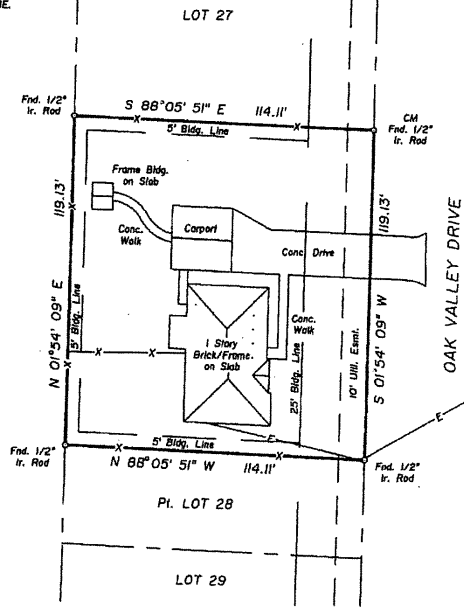 NE.
LOT 27
Fnd. 1/2"
Ir. Rod
S 88°05' 51" E 114.11'
CM
Fnd. 1/2"
Ir. Rod
5' Bldg. Line
Frame Bldg.
on Slab
119.13'
119.13'
Carport
Conc. Drive
Conc.
Walk
OAK VALLEY DRIVE
N 01°54' 09" E
5' Bldg. Line
Conc.
Walk
1 Story
Brick/Frame
on Slab
25' Bldg. Line
10' Util. Esmt.
S 01°54' 09" W
E
E
5' Bldg. Line
Fnd. 1/2"
Ir. Rod
N 88°05' 51" W 114.11'
Fnd. 1/2"
Ir. Rod
Pt. LOT 28
LOT 29